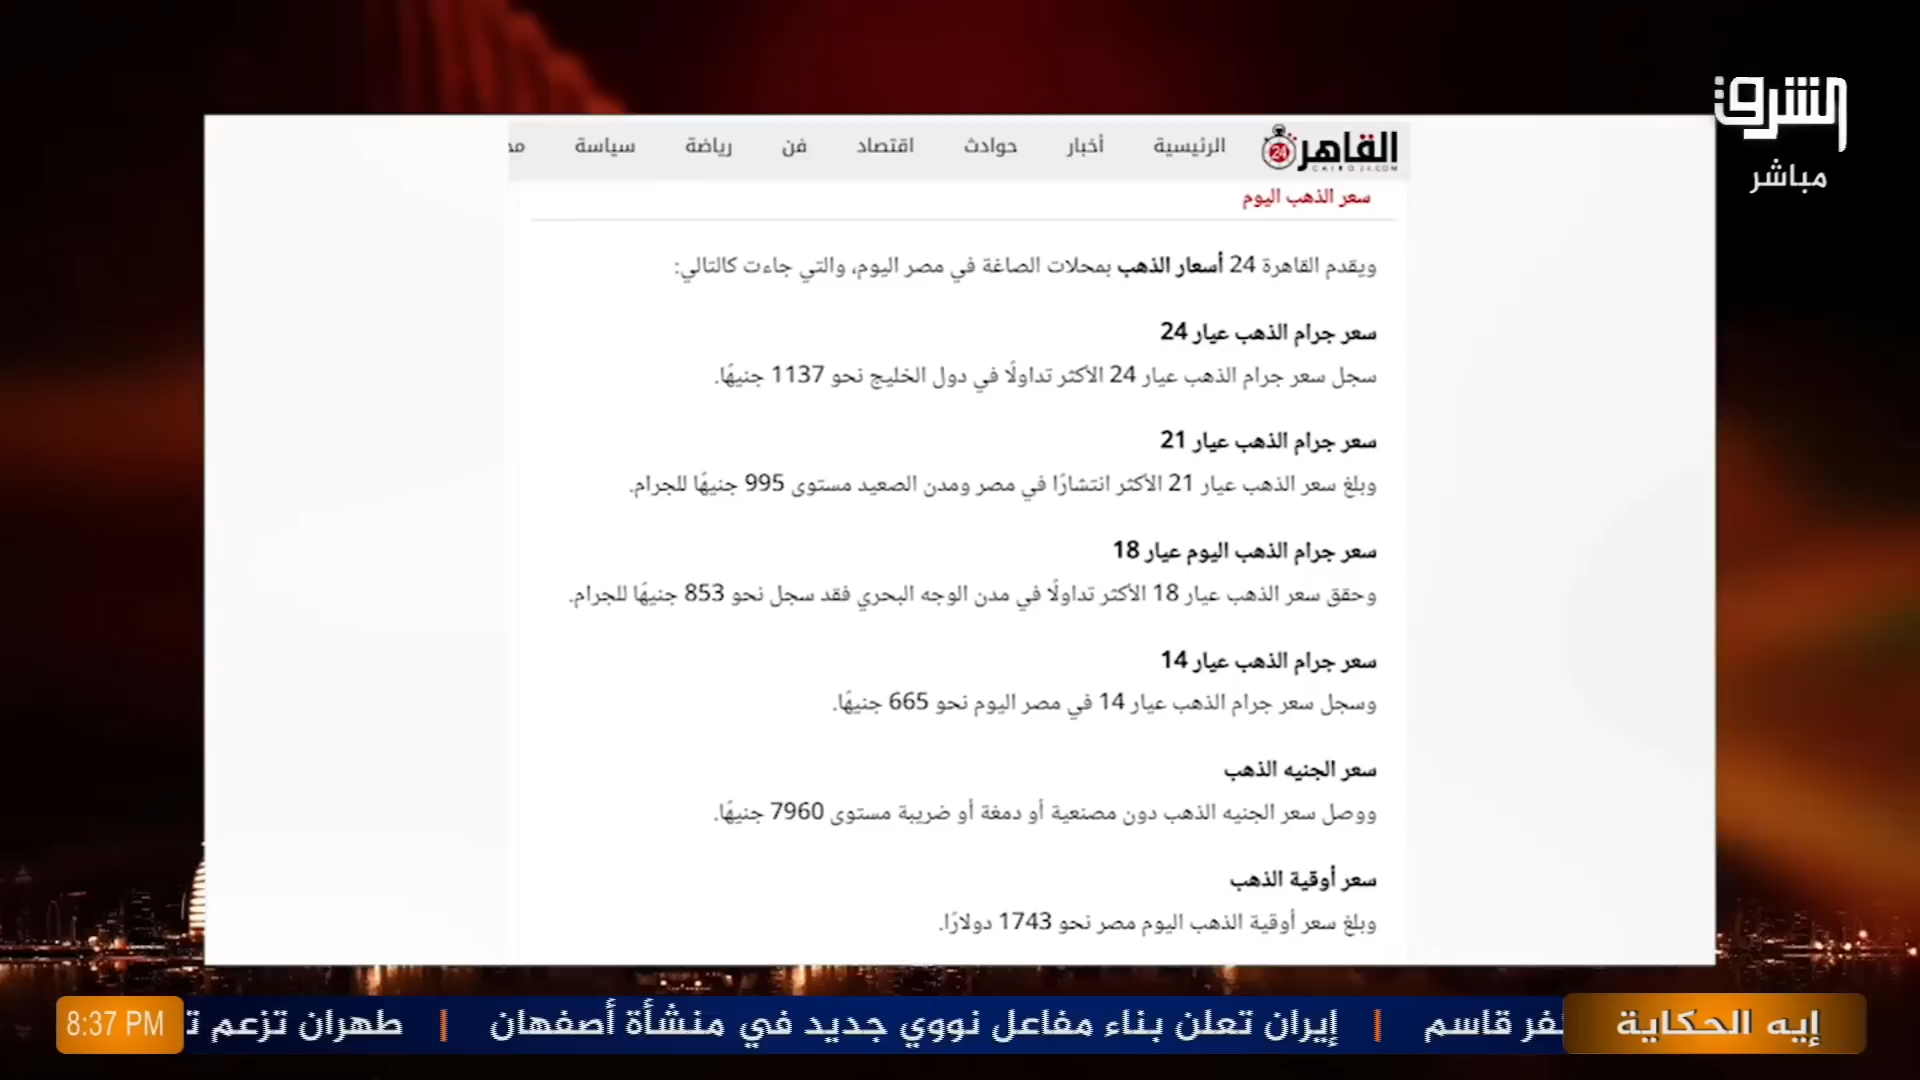 الشرق
مباشر
القاهرة 24
CAIRO24.COM
الرئيسية أخبار حوادث اقتصاد فن رياضة سياسة
سعر الذهب اليوم
ويقدم القاهرة 24 أسعار الذهب بمحلات الصاغة في مصر اليوم، والتي جاءت كالتالي:
سعر جرام الذهب عيار 24
سجل سعر جرام الذهب عيار 24 الأكثر تداولًا في دول الخليج نحو 1137 جنيهًا.
سعر جرام الذهب عيار 21
وبلغ سعر الذهب عيار 21 الأكثر انتشارًا في مصر ومدن الصعيد مستوى 995 جنيهًا للجرام.
سعر جرام الذهب اليوم عيار 18
وحقق سعر الذهب عيار 18 الأكثر تداولًا في مدن الوجه البحري فقد سجل نحو 853 جنيهًا للجرام.
سعر جرام الذهب عيار 14
وسجل سعر جرام الذهب عيار 14 في مصر اليوم نحو 665 جنيهًا.
سعر الجنيه الذهب
ووصل سعر الجنيه الذهب دون مصنعية أو دمغة أو ضريبة مستوى 7960 جنيهًا.
سعر أوقية الذهب
وبلغ سعر أوقية الذهب اليوم مصر نحو 1743 دولارًا.
إيه الحكاية
قاسم | إيران تعلن بناء مفاعل نووي جديد في منشأة أصفهان | طهران تزعم
8:37 PM